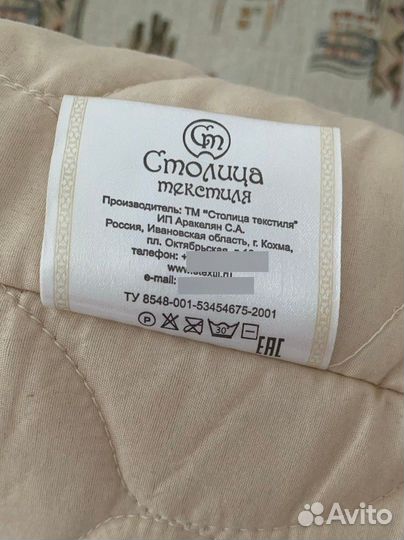 Ст
СТОЛИЦА
ТЕКСТИЛЯ
Производитель: ТМ "Столица текстиля"
ИП Аракелян С.А.
Россия, Ивановская область, г. Кохма,
пл. Октябрьская,
телефон: +
e-mail:
ТУ 8548-001-53454675-2001
P 30 EAC
Avito